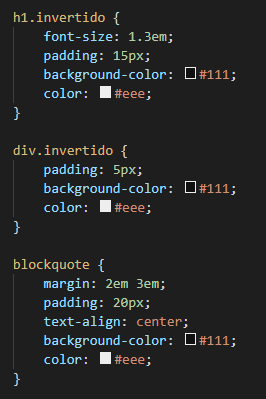 h1.invertido {
    font-size: 1.3em;
    padding: 15px;
    background-color: #111;
    color: #eee;
}

div.invertido {
    padding: 5px;
    background-color: #111;
    color: #eee;
}

blockquote {
    margin: 2em 3em;
    padding: 20px;
    text-align: center;
    background-color: #111;
    color: #eee;
}